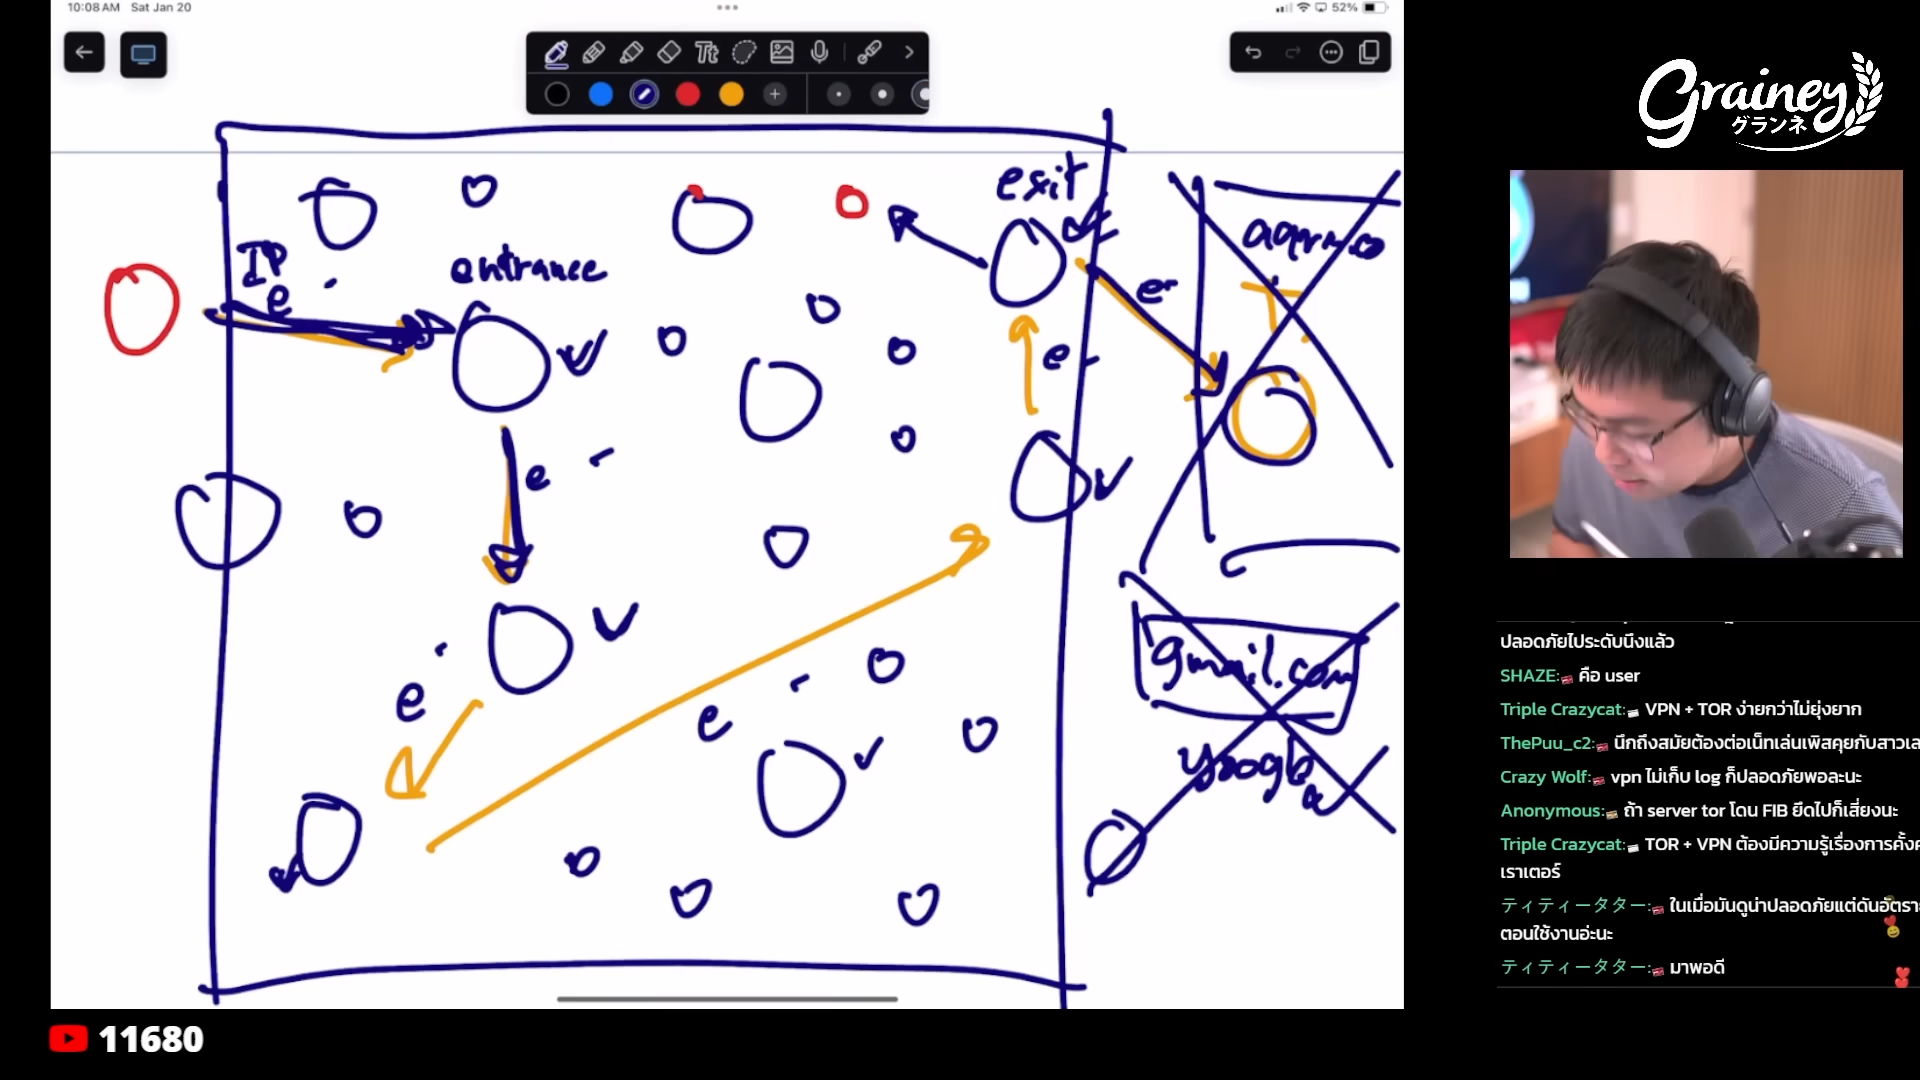 10:08 AM Sat Jan 20
52%
Tt
Grainey
グランネ
exit
IP
e
entrance
e
e
e
e
e
gmail.com
ปลอดภัยไประดับนึงแล้ว
SHAZE: คือ user
Triple Crazycat: VPN + TOR ง่ายกว่าไม่ยุ่งยาก
ThePuu_c2: นึกถึงสมัยต้องต่อเน็ทเล่นเพิสคุยกับสาวเล
Crazy Wolf: vpn ไม่เก็บ log ก็ปลอดภัยพอละนะ
Anonymous: ถ้า server tor โดน FIB ยึดไปก็เสี่ยงนะ
Triple Crazycat: TOR + VPN ต้องมีความรู้เรื่องการคั้งค
เราเตอร์
ティティータター: ในเมื่อมันดูน่าปลอดภัยแต่ดันอัตรา
ตอนใช้งานอ่ะนะ
ティティータター: มาพอดี
11680